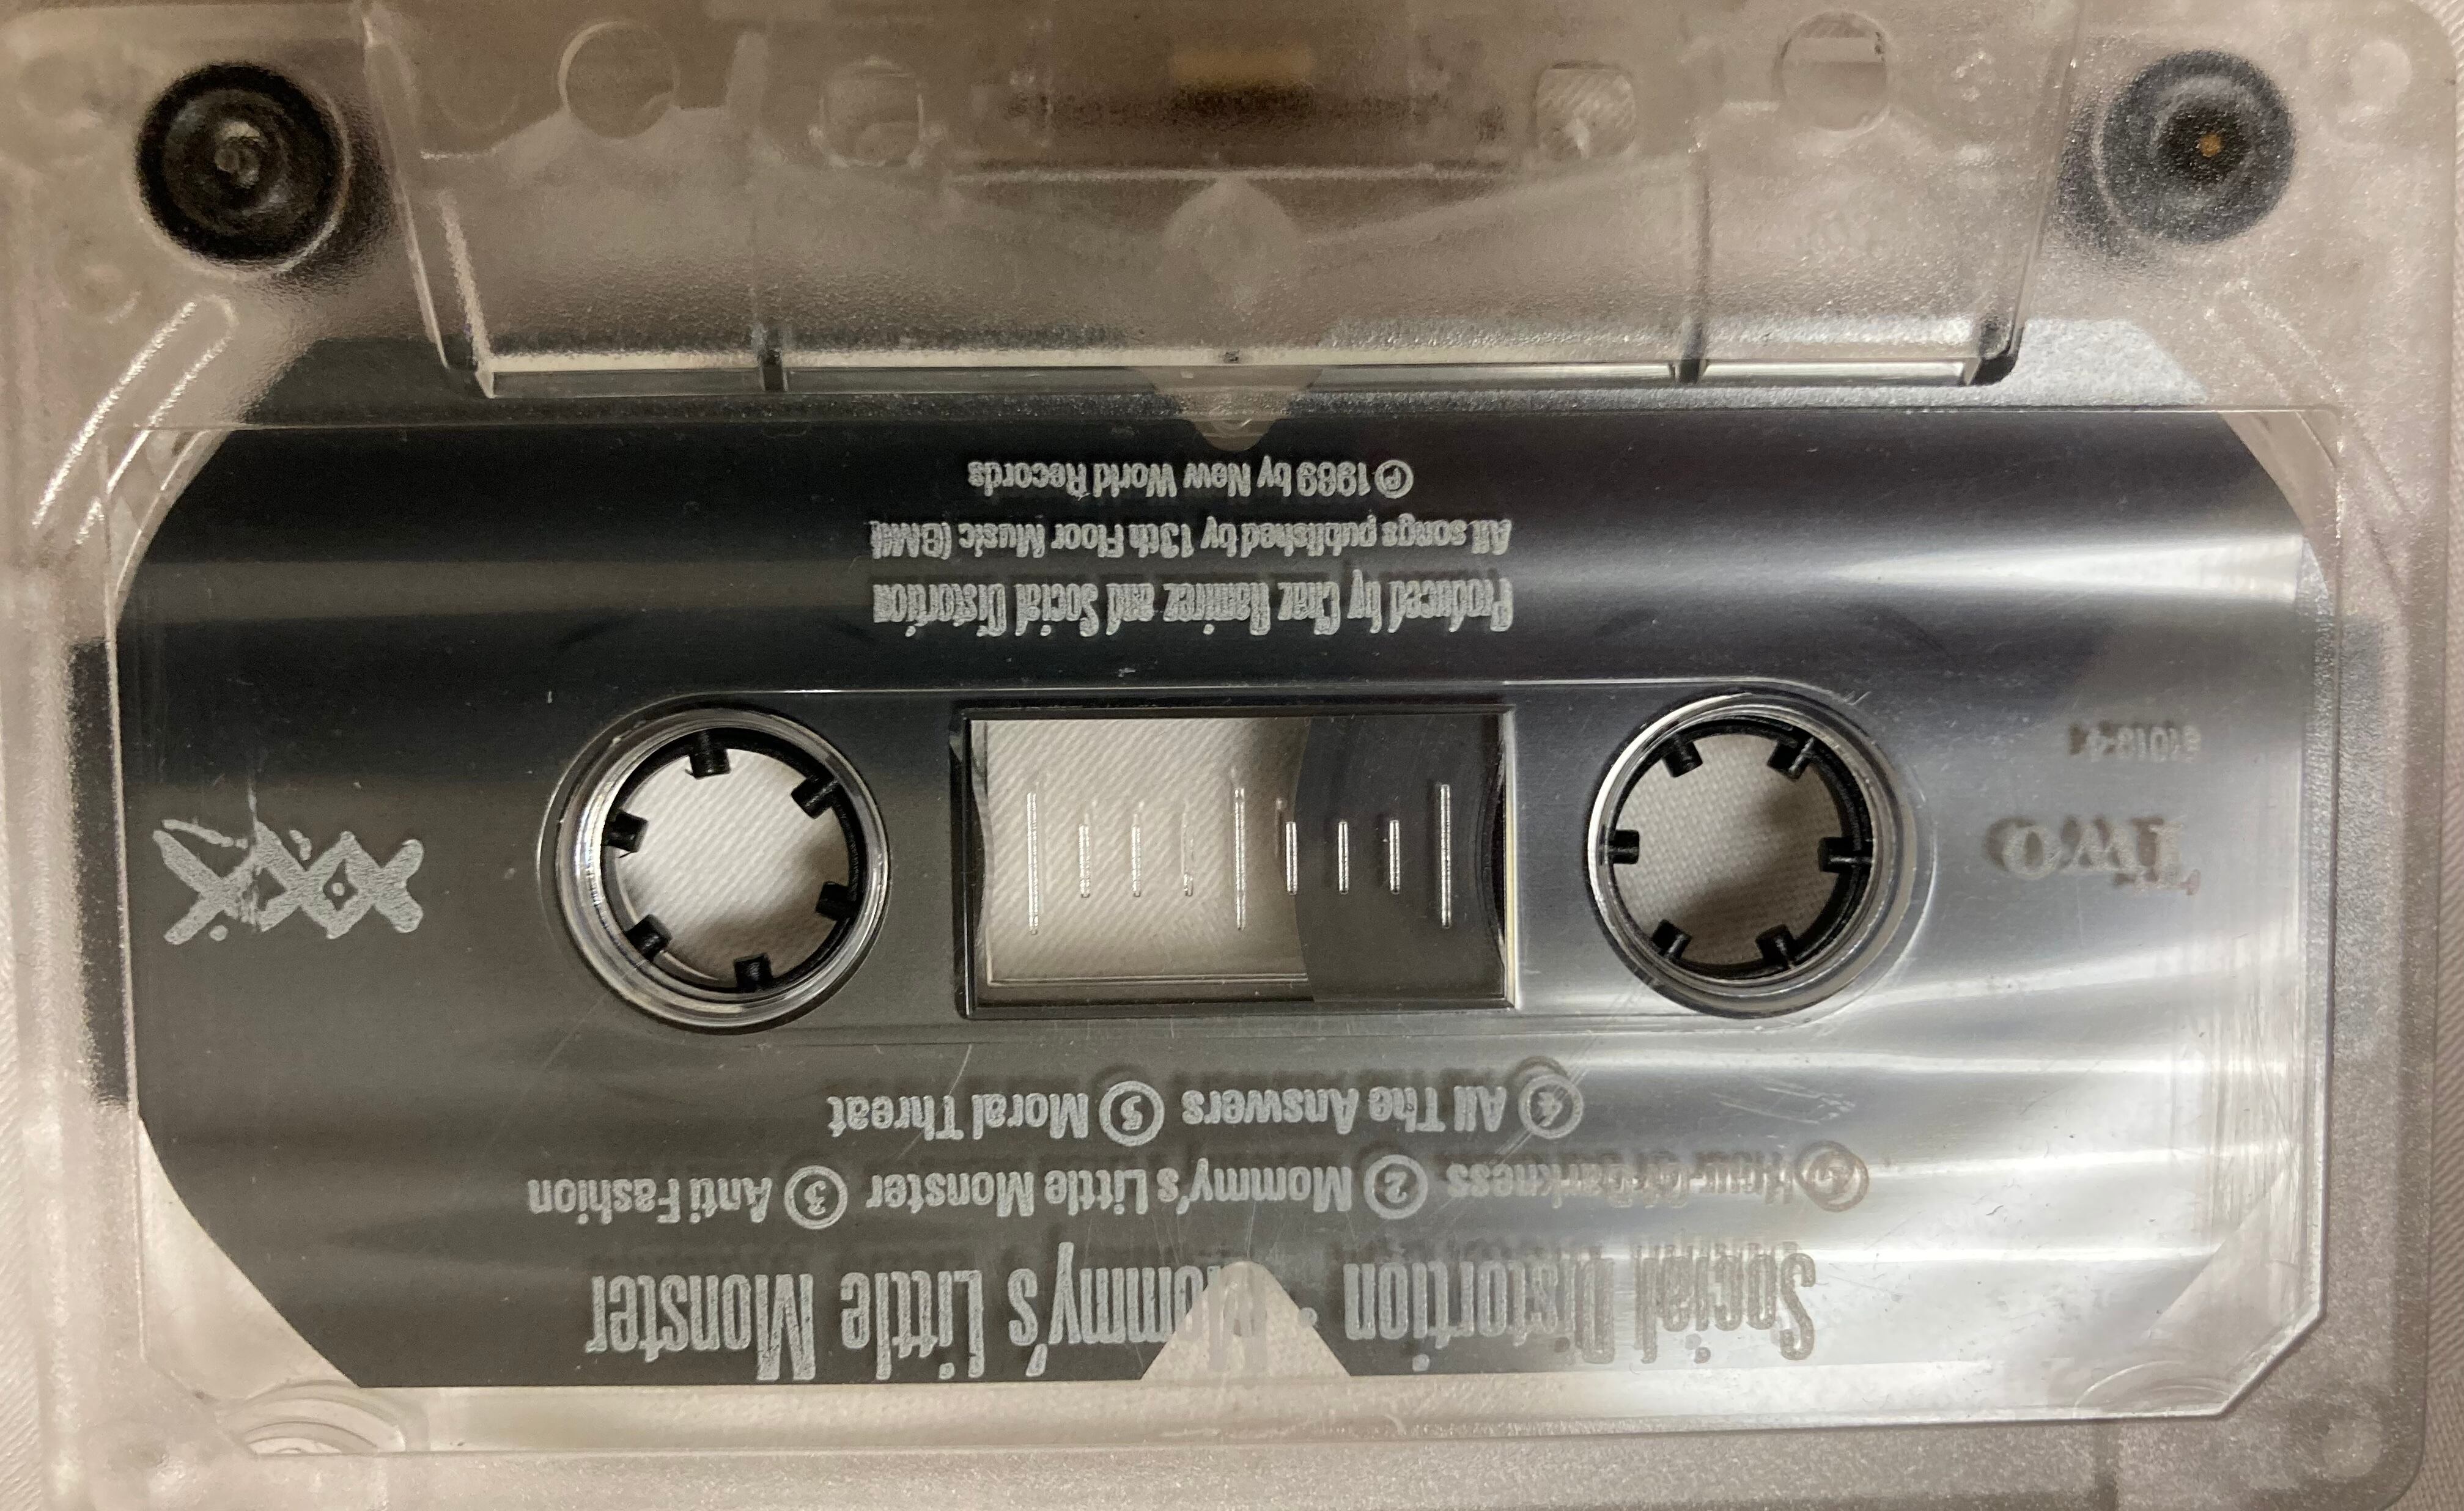 Social Distortion · Mommy's Little Monster
① Hour Of Darkness ② Mommy's Little Monster ③ Anti Fashion
④ All The Answers ⑤ Moral Threat
TWO
XXX
Produced by Chaz Ramirez and Social Distortion
All songs published by 13th Floor Music (BMI)
℗1989 by New World Records